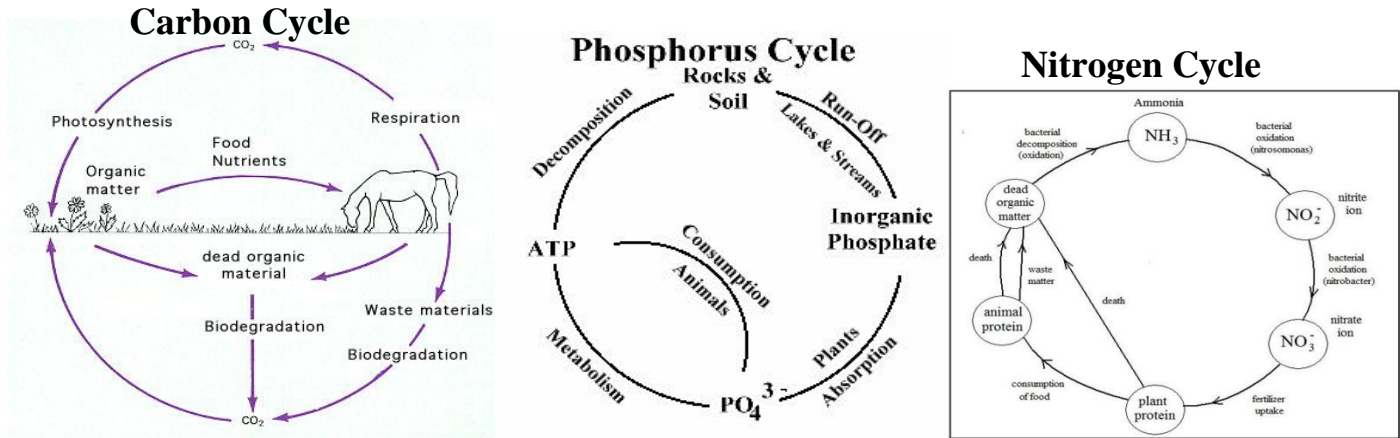 Carbon Cycle
CO2
Photosynthesis
Respiration
Food
Nutrients
Organic
matter
dead organic
material
Waste materials
Biodegradation
Biodegradation
CO2
Phosphorus Cycle
Rocks &
Soil
Decomposition
Run-Off
Lakes & Streams
Inorganic
Phosphate
ATP
Consumption
Animals
Metabolism
Plants
Absorption
PO4 3-
Nitrogen Cycle
Ammonia
NH3
bacterial
decomposition
(oxidation)
bacterial
oxidation
(nitrosomonas)
dead
organic
matter
NO2-
nitrite
ion
death
waste
matter
death
bacterial
oxidation
(nitrobacter)
animal
protein
nitrate
ion
NO3-
consumption
of food
plant
protein
fertilizer
uptake